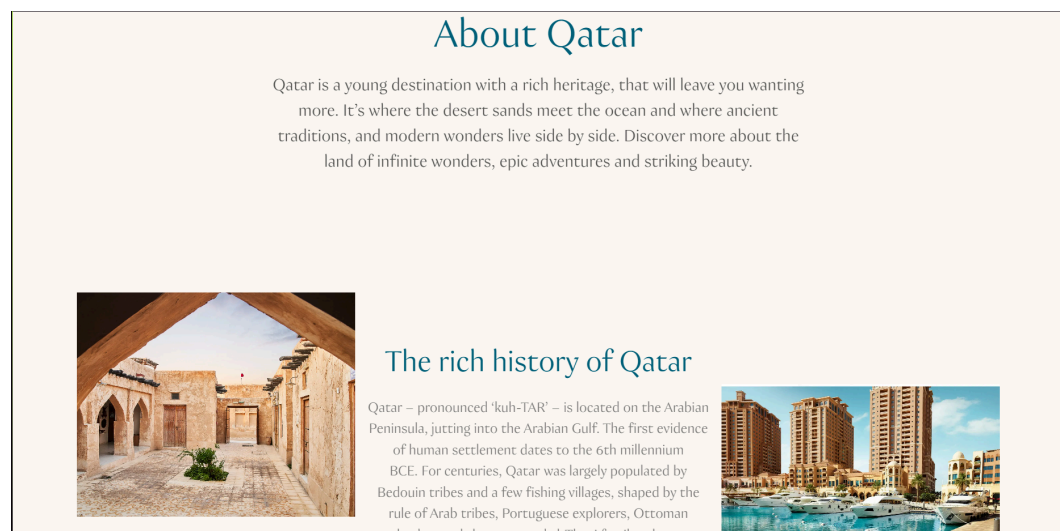 About Qatar
Qatar is a young destination with a rich heritage, that will leave you wanting
more. It’s where the desert sands meet the ocean and where ancient
traditions, and modern wonders live side by side. Discover more about the
land of infinite wonders, epic adventures and striking beauty.
The rich history of Qatar
Qatar – pronounced ‘kuh-TAR’ – is located on the Arabian
Peninsula, jutting into the Arabian Gulf. The first evidence
of human settlement dates to the 6th millennium
BCE. For centuries, Qatar was largely populated by
Bedouin tribes and a few fishing villages, shaped by the
rule of Arab tribes, Portuguese explorers, Ottoman